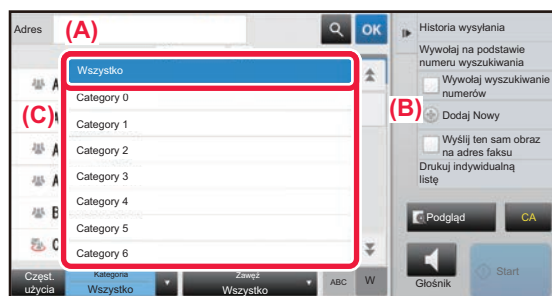 Adres
(A)
OK
Wszystko
Category 0
Category 1
Category 2
Category 3
Category 4
Category 5
Category 6
(C)
A
A
A
B
C
Częst.
użycia
Kategoria
Wszystko
Zawęź
Wszystko
ABC
W
Historia wysyłania
Wywołaj na podstawie
numeru wyszukiwania
Wywołaj wyszukiwanie
numerów
(B)
Dodaj Nowy
Wyślij ten sam obraz
na adres faksu
Drukuj indywidualną
listę
Podgląd
CA
Głośnik
Start